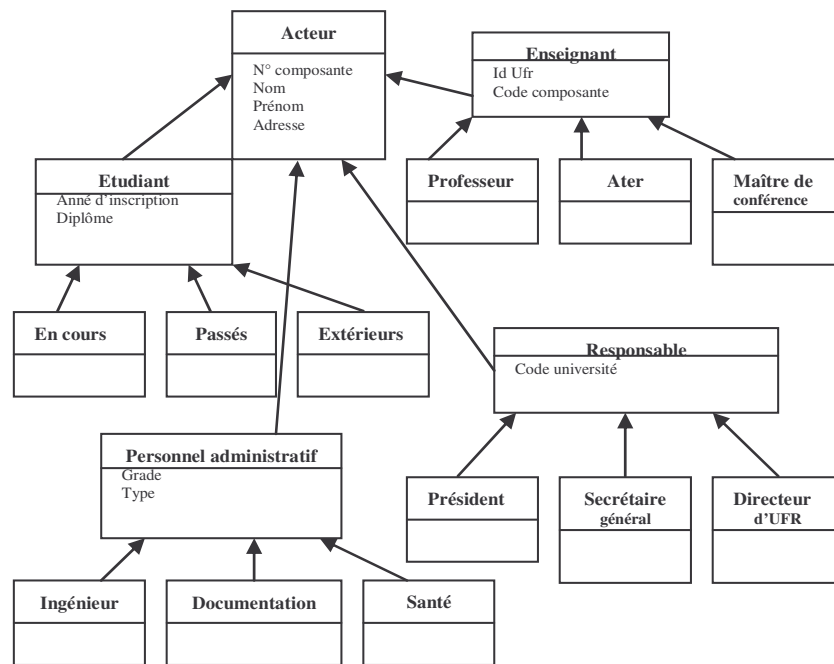 Acteur
N° composante
Nom
Prénom
Adresse
Enseignant
Id Ufr
Code composante
Etudiant
Anné d'inscription
Diplôme
Professeur
Ater
Maître de
conférence
En cours
Passés
Extérieurs
Responsable
Code université
Personnel administratif
Grade
Type
Président
Secrétaire
général
Directeur
d'UFR
Ingénieur
Documentation
Santé